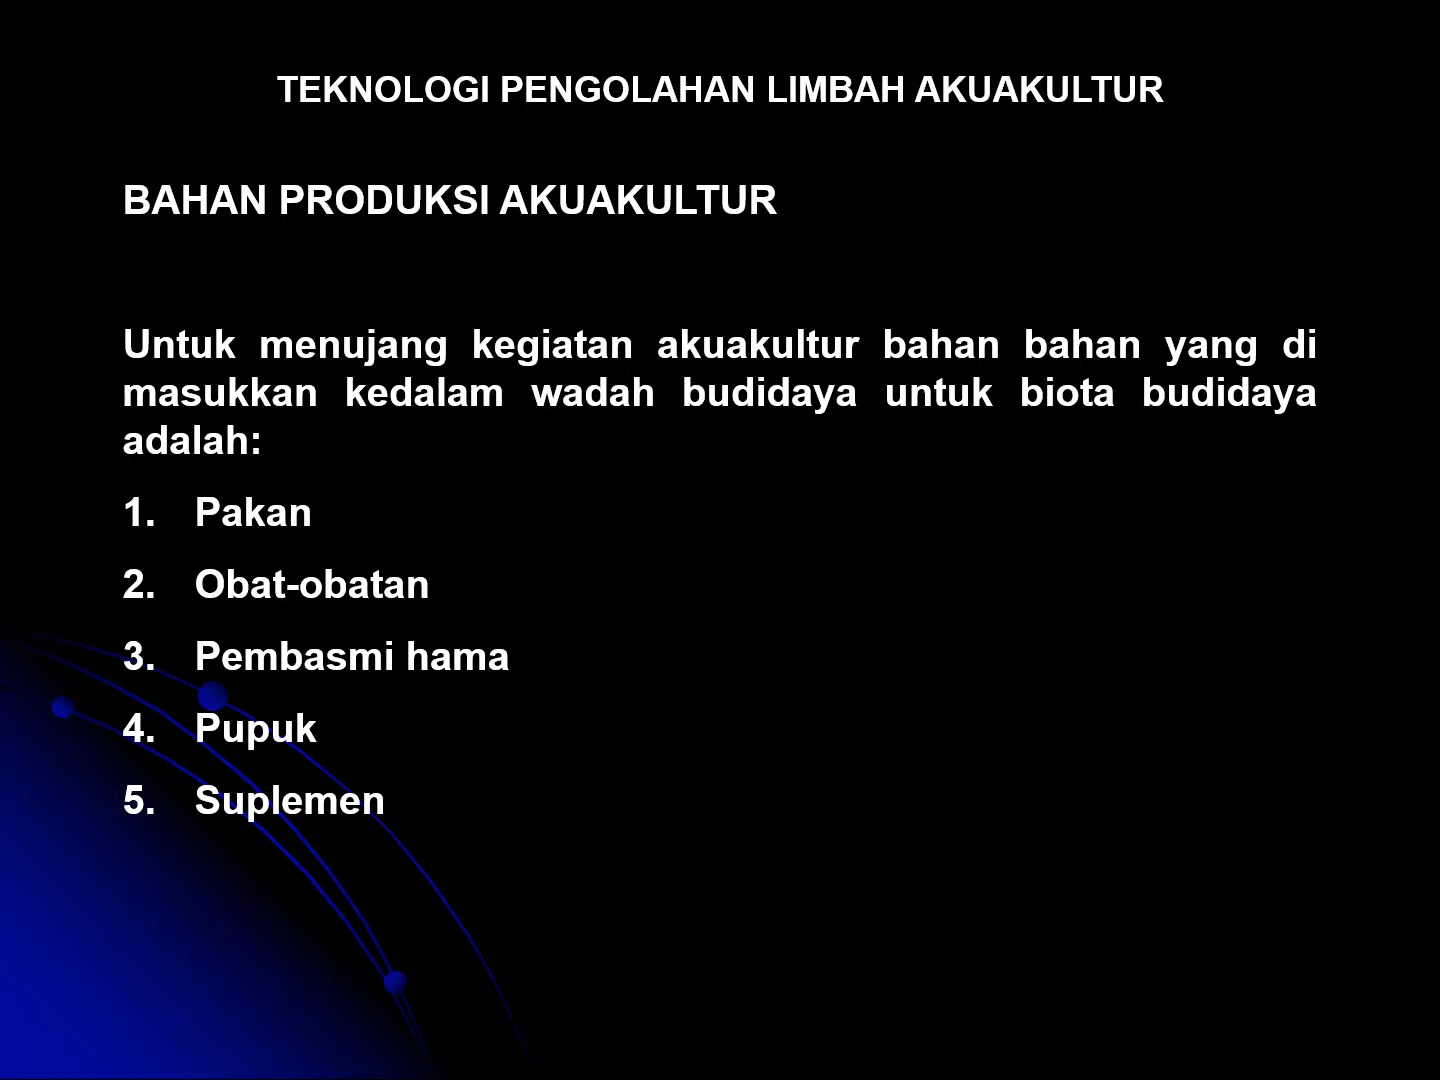 TEKNOLOGI PENGOLAHAN LIMBAH AKUAKULTUR
BAHAN PRODUKSI AKUAKULTUR
Untuk menujang kegiatan akuakultur bahan bahan yang di
masukkan kedalam wadah budidaya untuk biota budidaya
adalah:
1. Pakan
2. Obat-obatan
3. Pembasmi hama
4. Pupuk
5. Suplemen